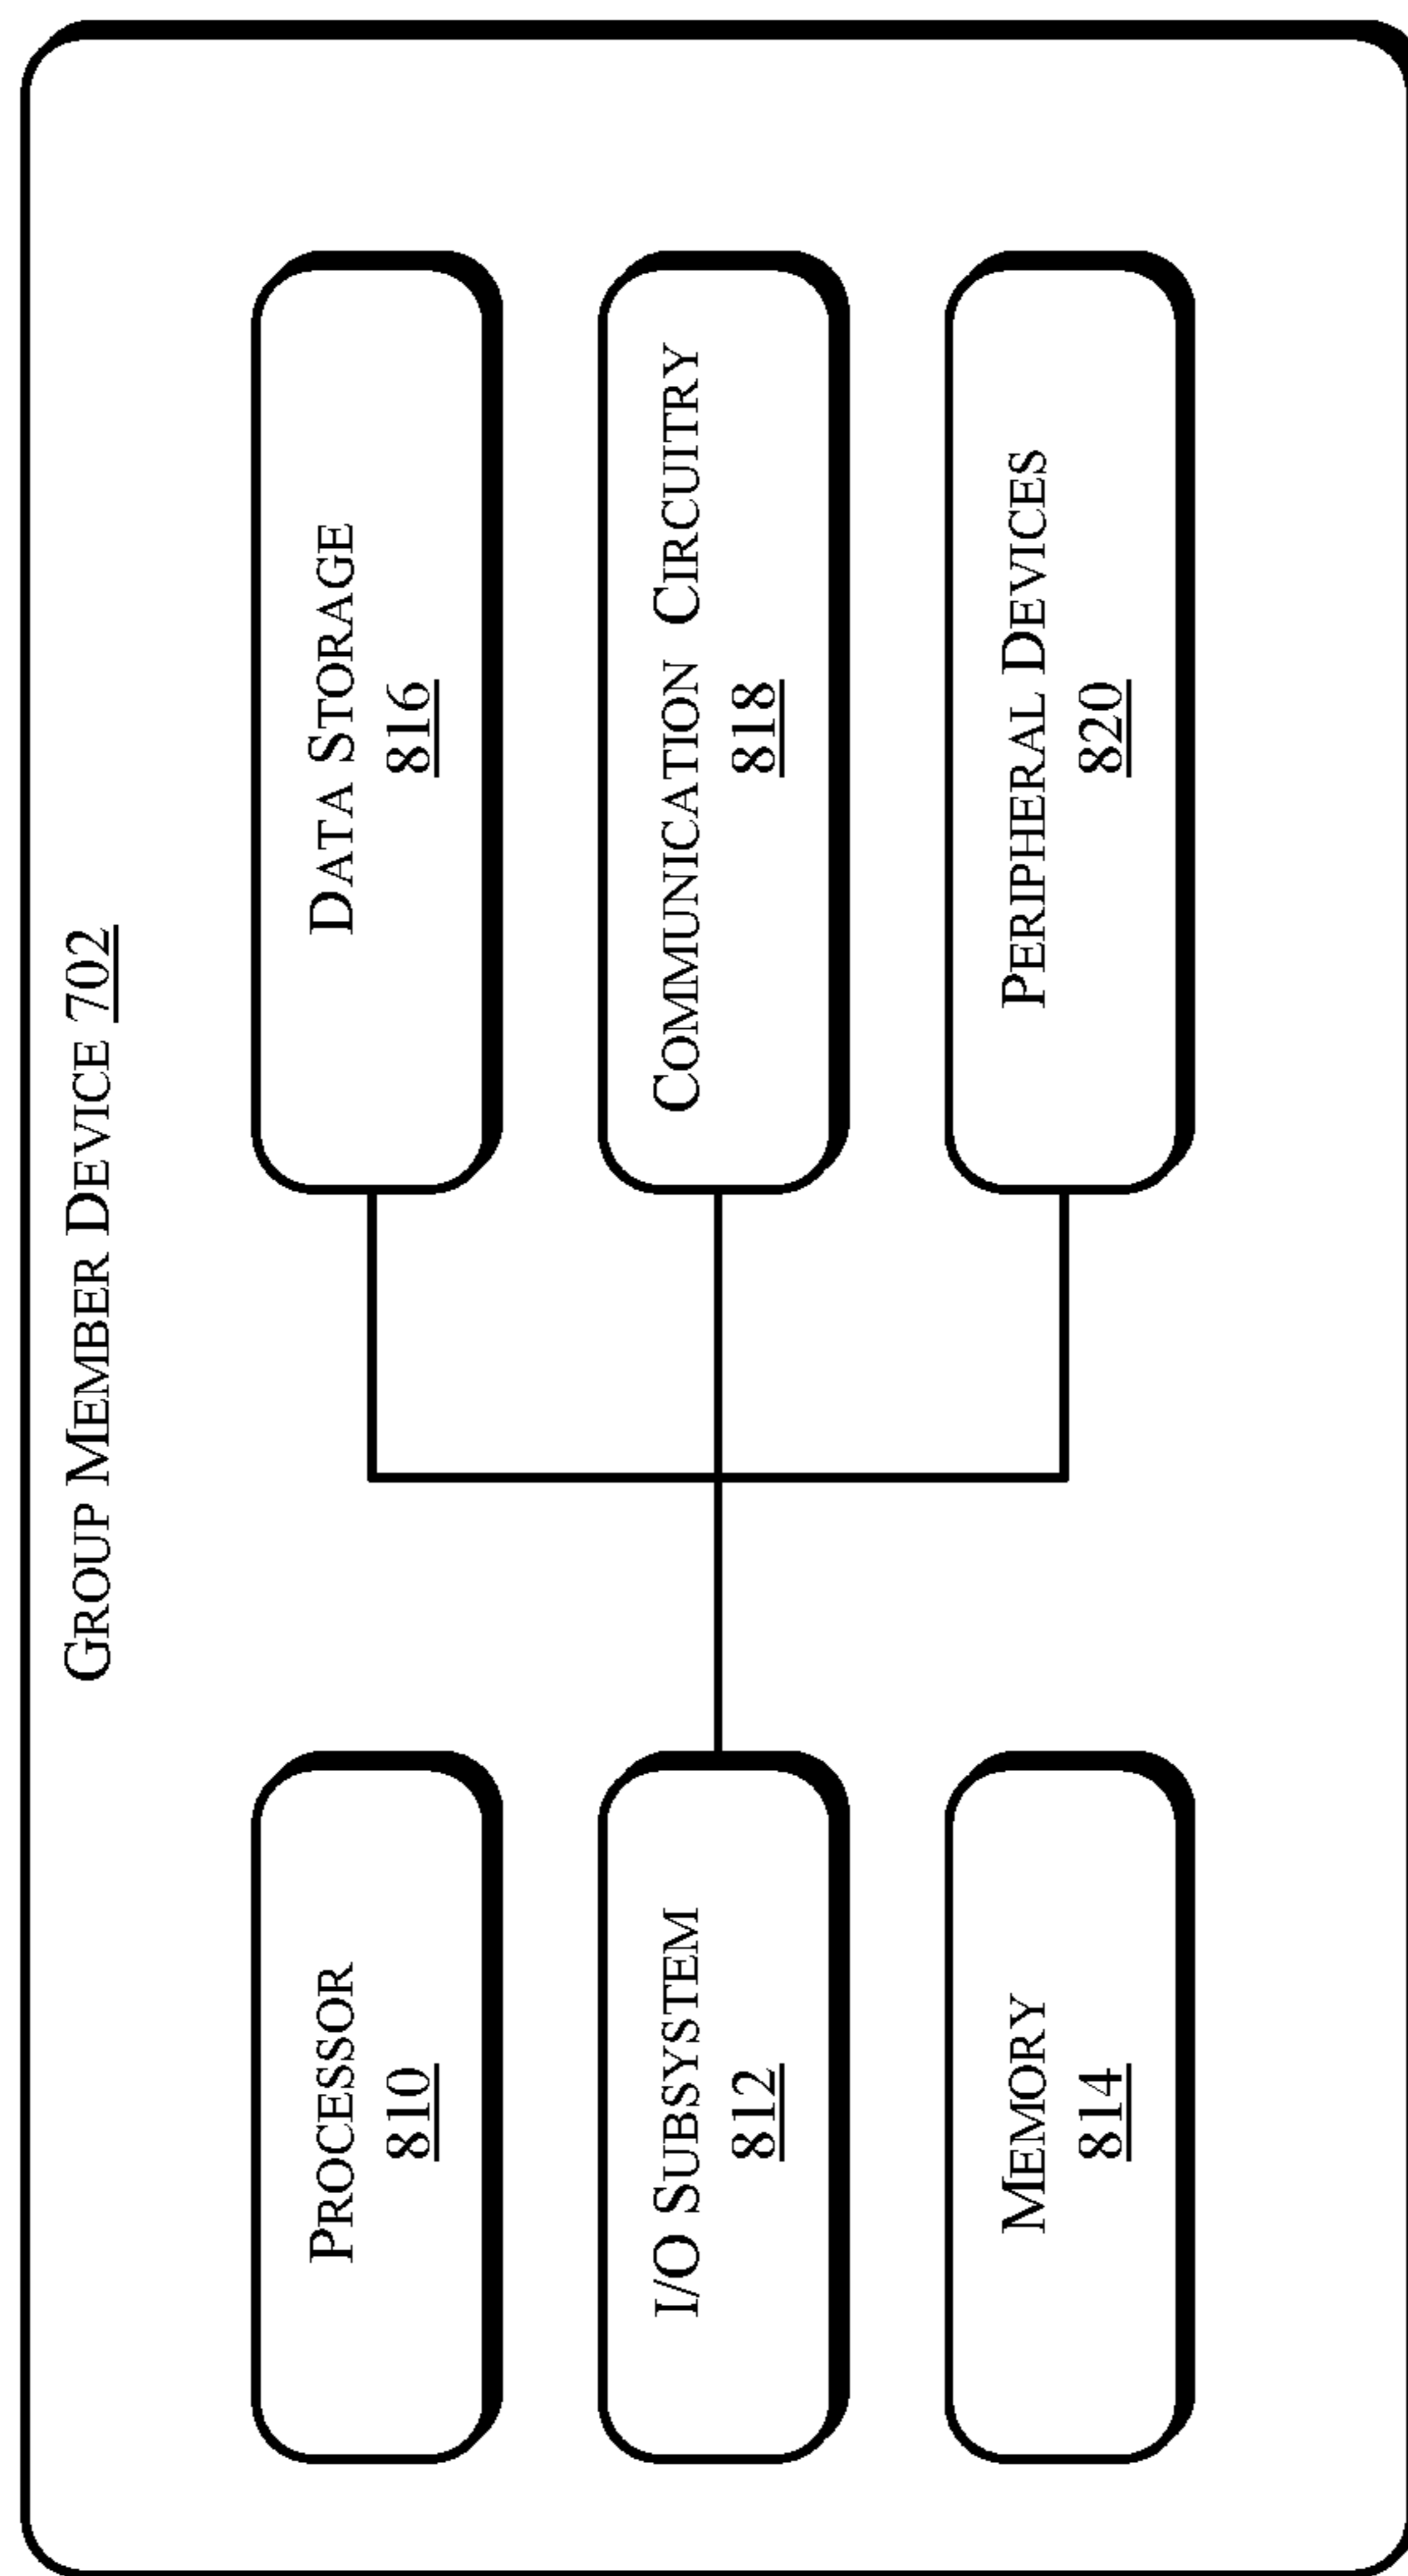 GROUP MEMBER DEVICE 702
PROCESSOR
810
I/O SUBSYSTEM
812
MEMORY
814
DATA STORAGE
816
COMMUNICATION CIRCUITRY
818
PERIPHERAL DEVICES
820